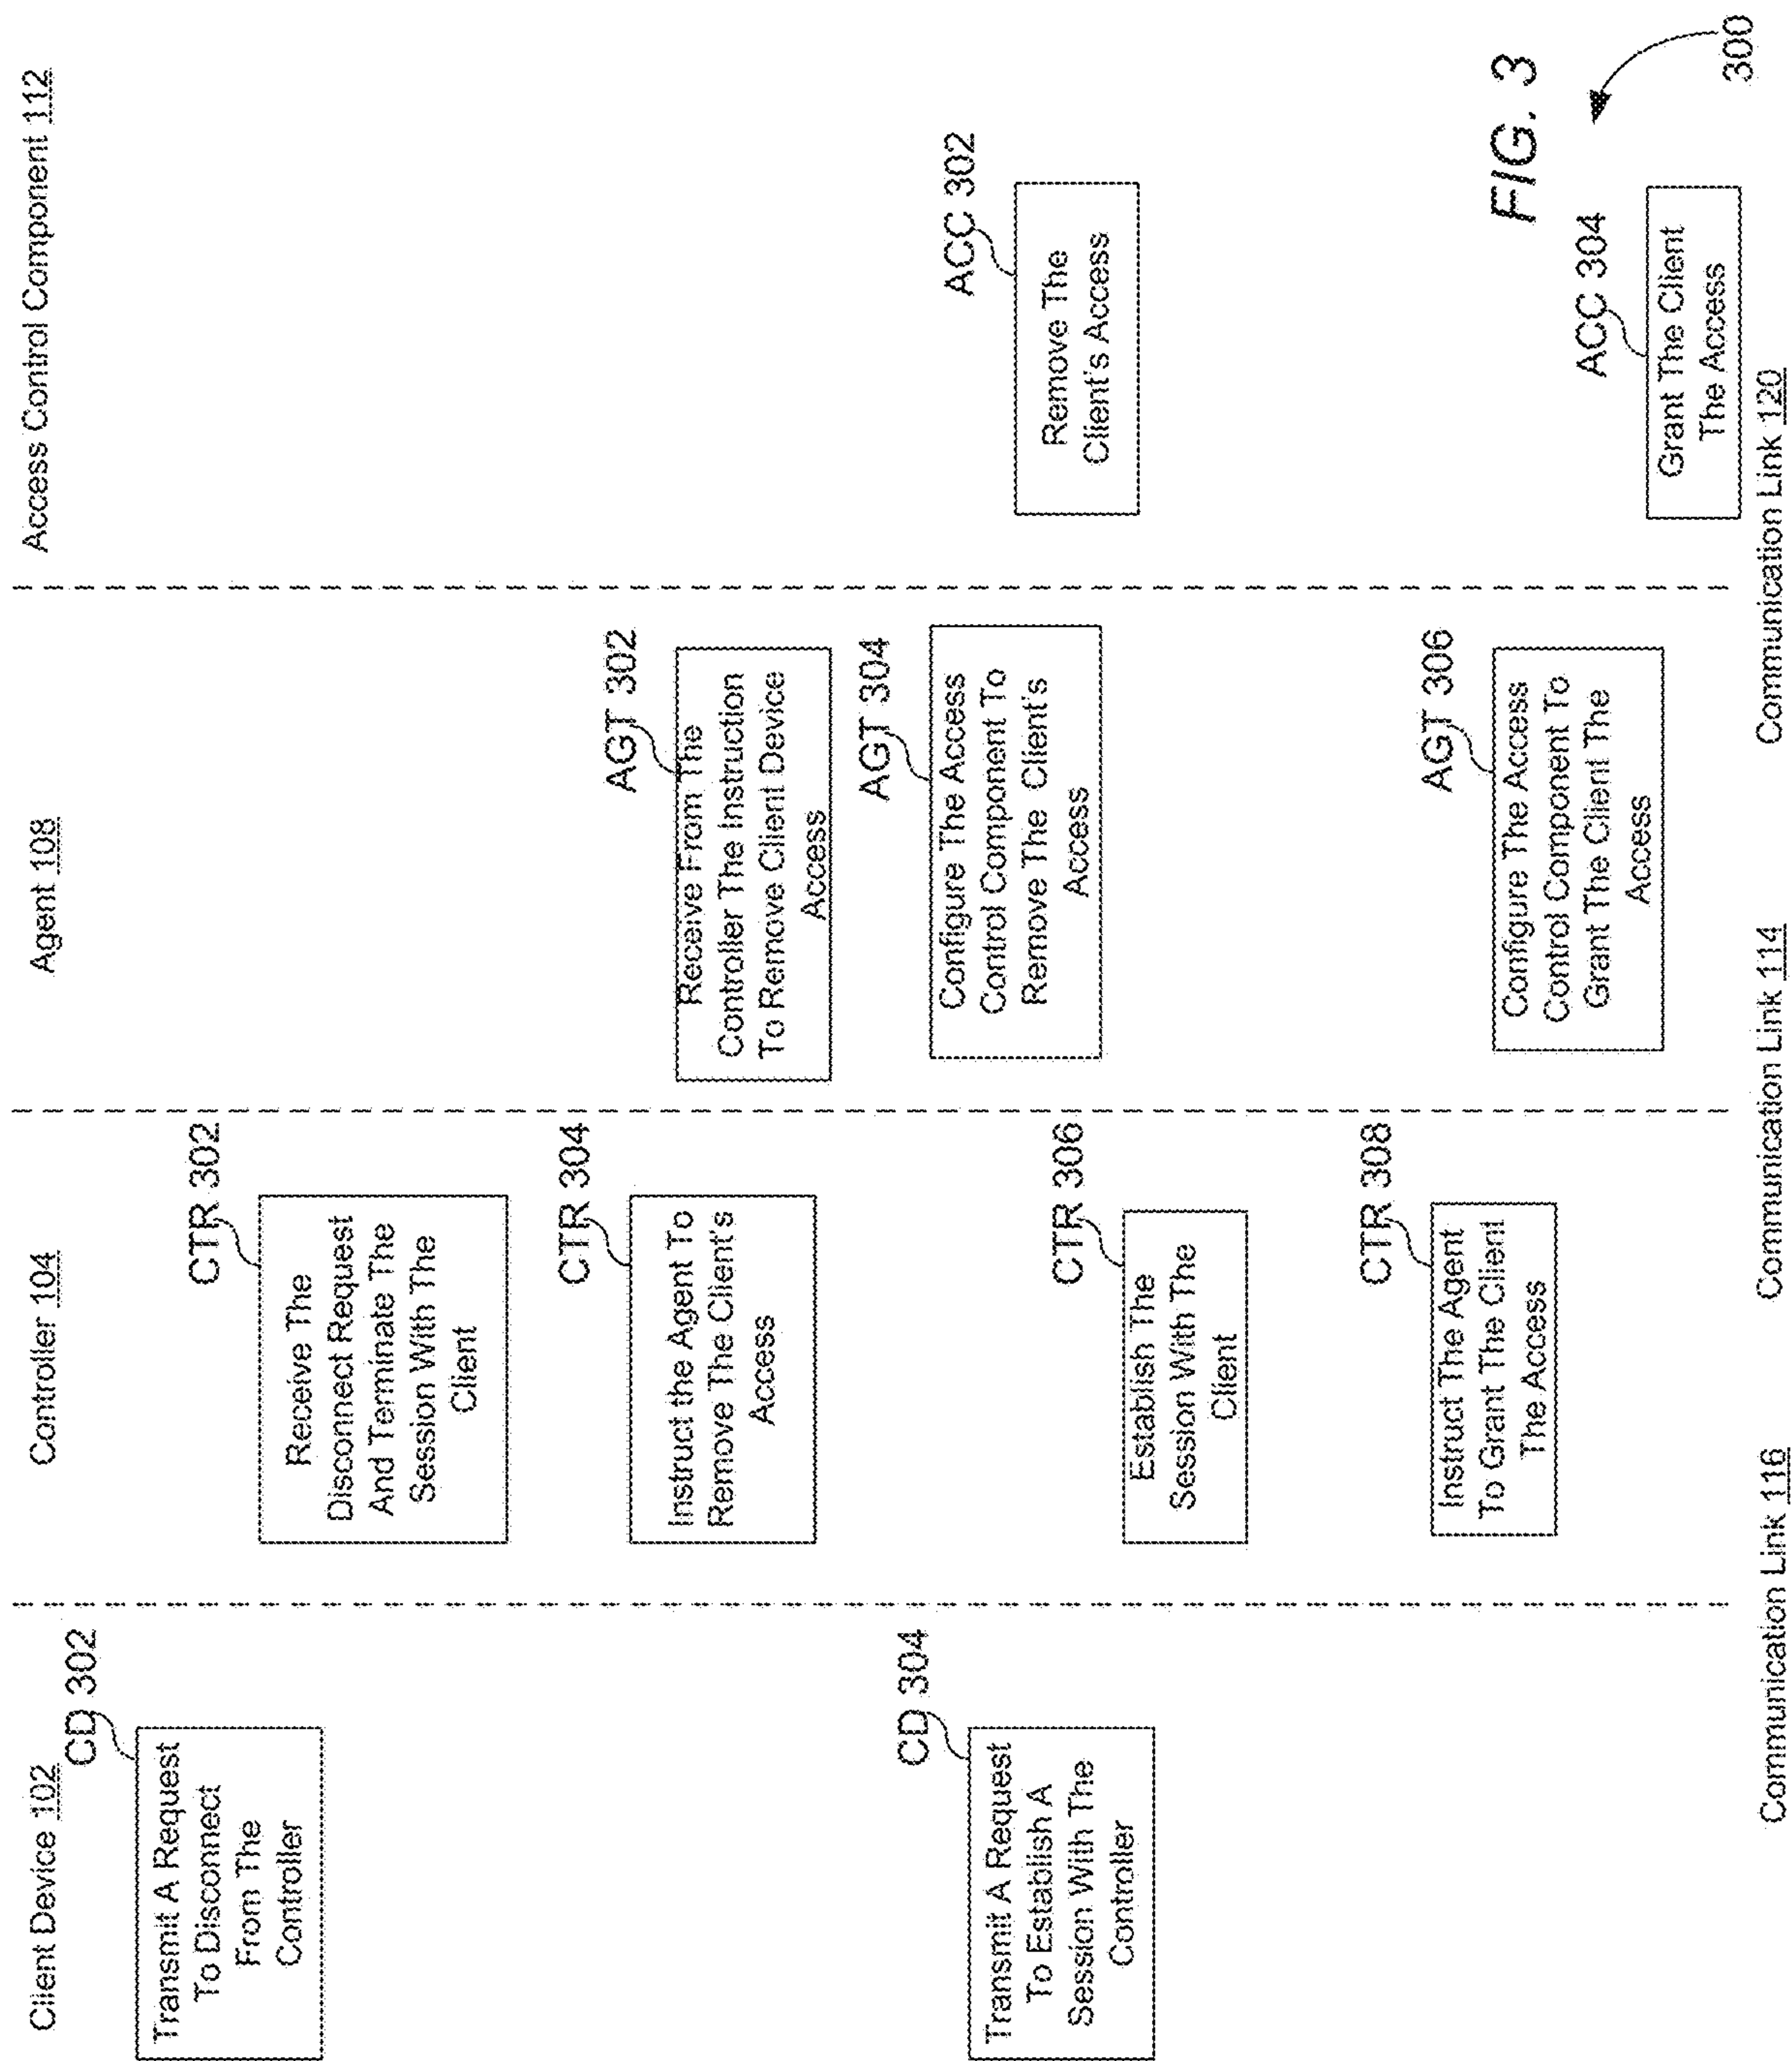 Client Device 102
Controller 104
Agent 108
Access Control Component 112
CD 302
Transmit A Request
To Disconnect
From The
Controller
CTR 302
Receive The
Disconnect Request
And Terminate The
Session With The
Client
CTR 304
Instruct the Agent To
Remove The Client's
Access
AGT 302
Receive From The
Controller The Instruction
To Remove Client Device
Access
AGT 304
Configure The Access
Control Component To
Remove The Client's
Access
ACC 302
Remove The
Client's Access
CD 304
Transmit A Request
To Establish A
Session With The
Controller
CTR 306
Establish The
Session With The
Client
CTR 308
Instruct The Agent
To Grant The Client
The Access
AGT 306
Configure The Access
Control Component To
Grant The Client The
Access
ACC 304
Grant The Client
The Access
Communication Link 116
Communication Link 114
Communication Link 120
FIG. 3
300